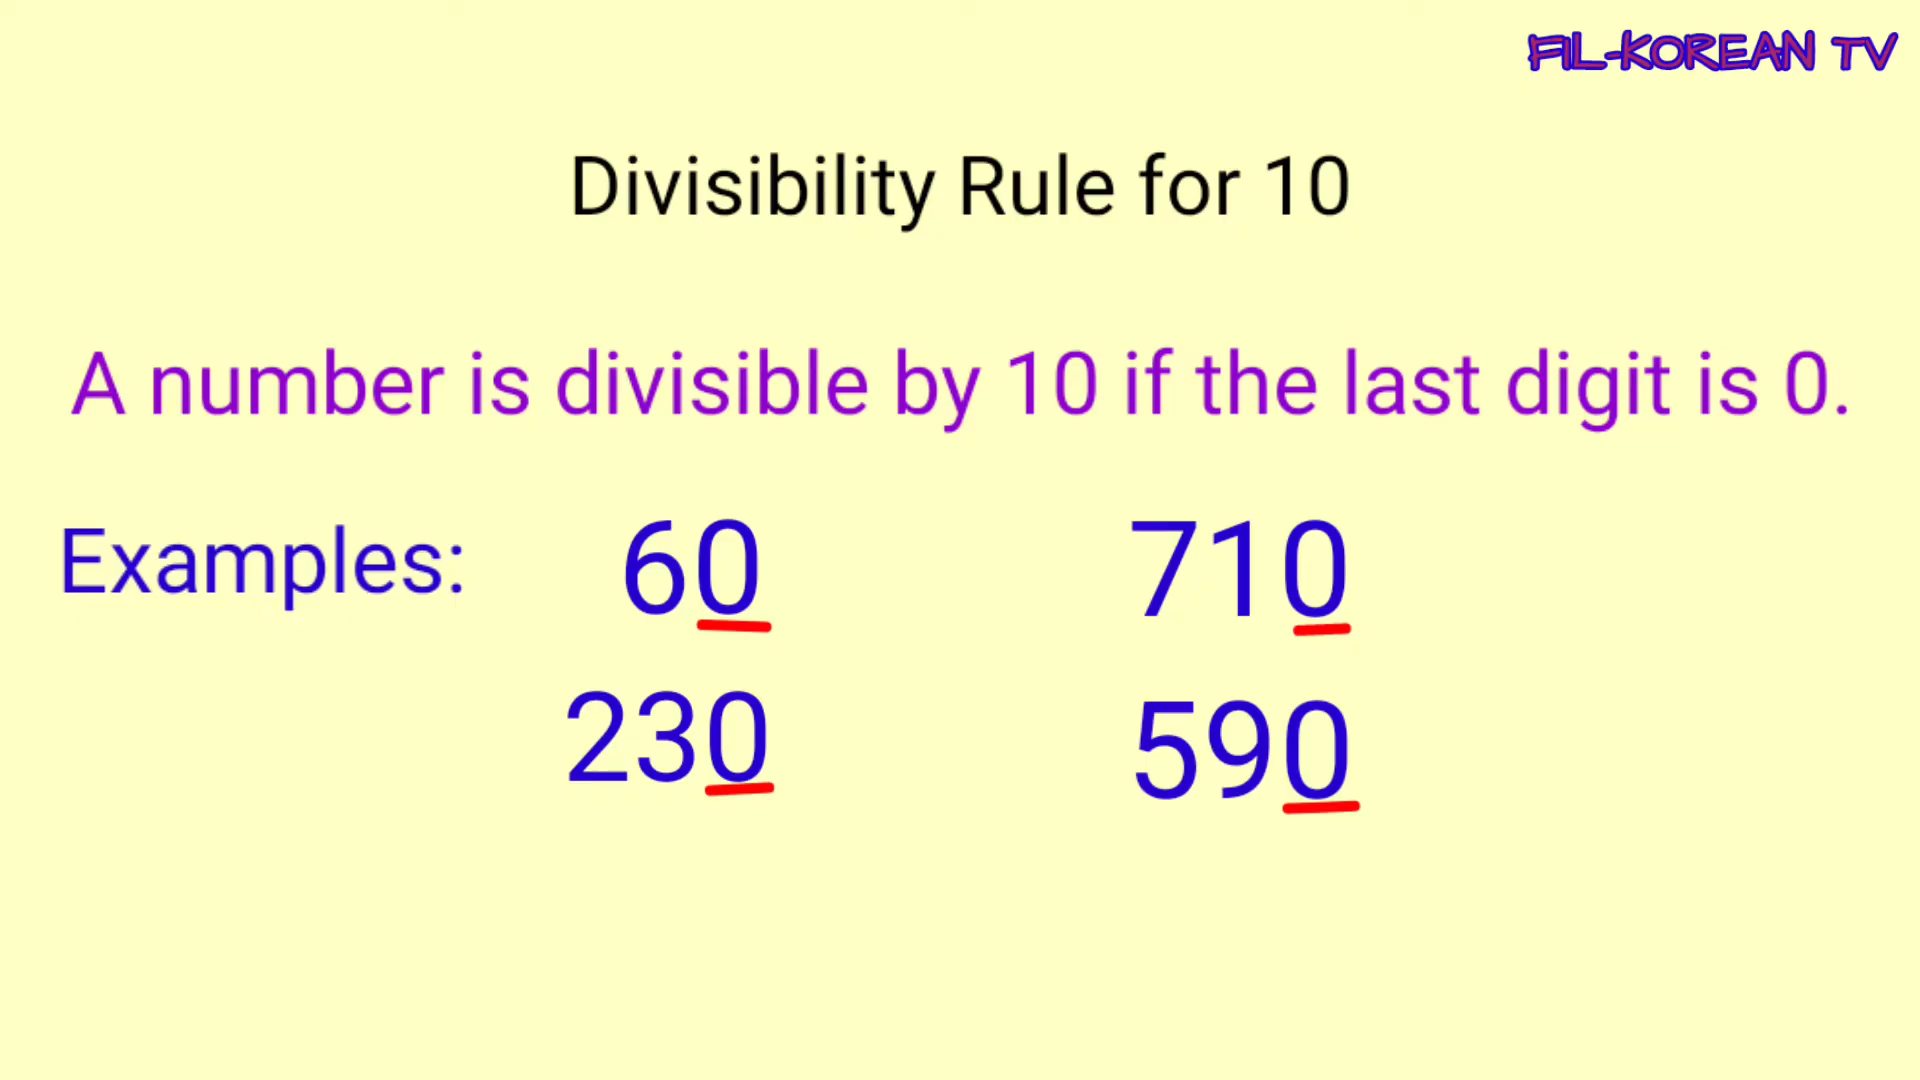 FIL-KOREAN TV
Divisibility Rule for 10
A number is divisible by 10 if the last digit is 0.
Examples: 60 710
230 590